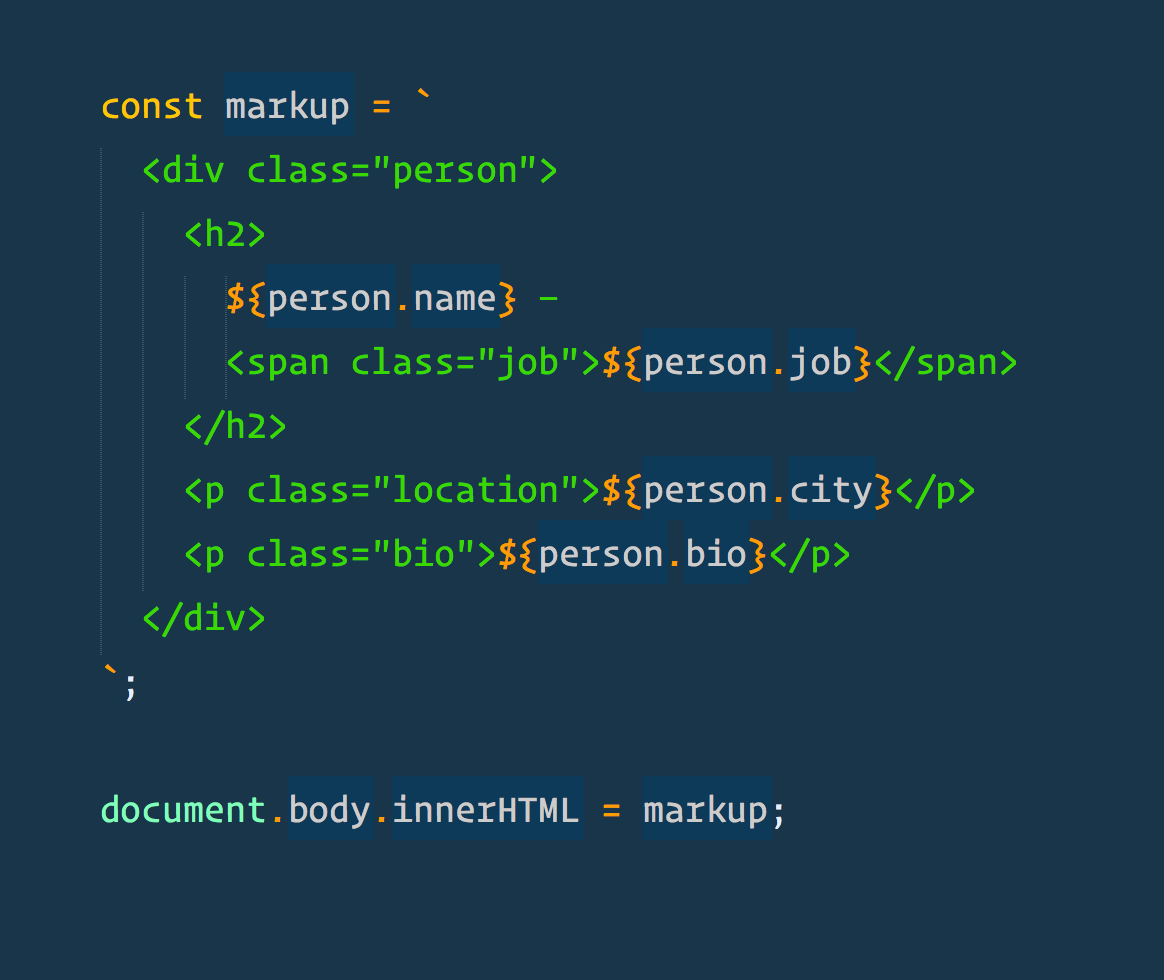 const markup = `
  <div class="person">
    <h2>
      ${person.name} –
      <span class="job">${person.job}</span>
    </h2>
    <p class="location">${person.city}</p>
    <p class="bio">${person.bio}</p>
  </div>
`;

document.body.innerHTML = markup;